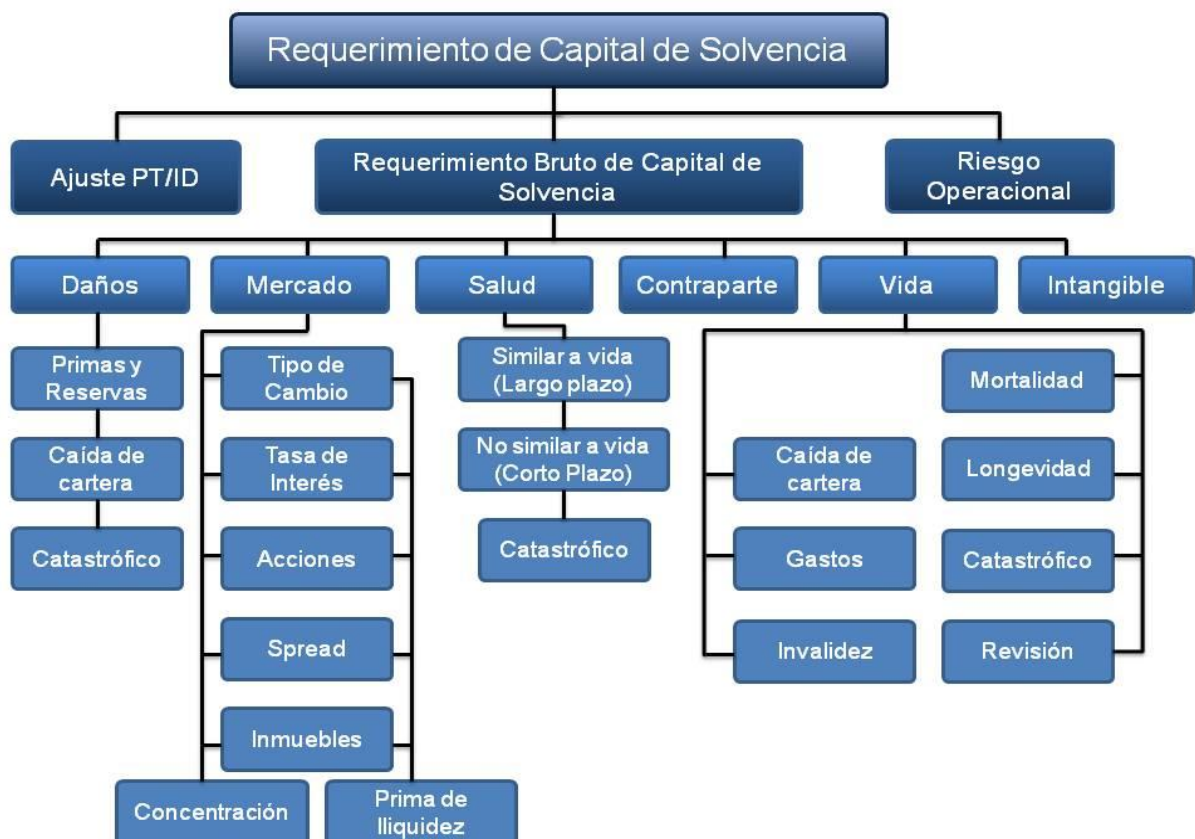 Requerimiento de Capital de Solvencia
Ajuste PT/ID
Requerimiento Bruto de Capital de
Solvencia
Riesgo
Operacional
Daños
Mercado
Salud
Contraparte
Vida
Intangible
Primas y
Reservas
Caída de
cartera
Catastrófico
Tipo de
Cambio
Tasa de
Interés
Acciones
Spread
Inmuebles
Concentración
Prima de
Iliquidez
Similar a vida
(Largo plazo)
No similar a vida
(Corto Plazo)
Catastrófico
Caída de
cartera
Gastos
Invalidez
Mortalidad
Longevidad
Catastrófico
Revisión